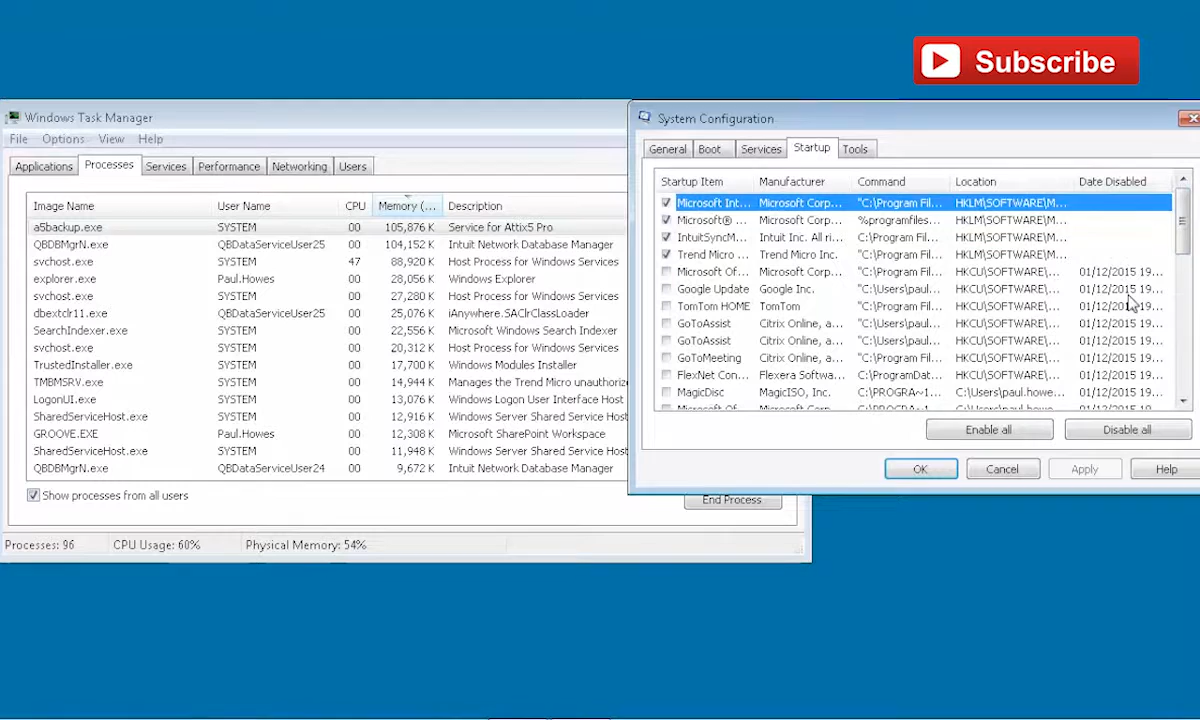 Subscribe
Windows Task Manager
File Options View Help
Applications Processes Services Performance Networking Users
Image Name User Name CPU Memory (... Description
a5backup.exe SYSTEM 00 105,876 K Service for Attix5 Pro
QBDBMgrN.exe QBDataServiceUser25 00 104,152 K Intuit Network Database Manager
svchost.exe SYSTEM 47 88,920 K Host Process for Windows Services
explorer.exe Paul.Howes 00 28,056 K Windows Explorer
svchost.exe SYSTEM 00 27,280 K Host Process for Windows Services
dbextclr11.exe QBDataServiceUser25 00 23,065 K iAnywhere.SAClrClassLoader
SearchIndexer.exe SYSTEM 00 22,556 K Microsoft Windows Search Indexer
svchost.exe SYSTEM 00 20,312 K Host Process for Windows Services
TrustedInstaller.exe SYSTEM 00 17,700 K Windows Modules Installer
TMBMSRV.exe SYSTEM 00 14,944 K Manages the Trend Micro unauthorize
LogonUI.exe SYSTEM 00 13,076 K Windows Logon User Interface Host
SharedServiceHost.exe SYSTEM 00 12,916 K Windows Server Shared Service Host
GROOVE.EXE Paul.Howes 00 12,308 K Microsoft SharePoint Workspace
SharedServiceHost.exe SYSTEM 00 11,948 K Windows Server Shared Service Host
QBDBMgrN.exe QBDataServiceUser24 00 9,672 K Intuit Network Database Manager
Show processes from all users
End Process
Processes: 96 CPU Usage: 60% Physical Memory: 54%
System Configuration
General Boot Services Startup Tools
Startup Item Manufacturer Command Location Date Disabled
Microsoft Int... Microsoft Corp... "C:\Program Fil... HKLM\SOFTWARE\M...
Microsoft® ... Microsoft Corp... %programfiles... HKLM\SOFTWARE\M...
IntuitSyncM... Intuit Inc. All ri... C:\Program Fil... HKLM\SOFTWARE\M...
Trend Micro ... Trend Micro Inc. "C:\Program Fil... HKLM\SOFTWARE\M...
Microsoft Of... Microsoft Corp... "C:\Program Fil... HKCU\SOFTWARE\... 01/12/2015 19...
Google Update Google Inc. "C:\Users\paul... HKCU\SOFTWARE\... 01/12/2015 19...
TomTom HOME TomTom "C:\Program Fil... HKCU\SOFTWARE\... 01/12/2015 19...
GoToAssist Citrix Online, a... "C:\Users\paul... HKCU\SOFTWARE\... 01/12/2015 19...
GoToAssist Citrix Online, a... "C:\Users\paul... HKCU\SOFTWARE\... 01/12/2015 19...
GoToMeeting Citrix Online, a... "C:\Program Fil... HKCU\SOFTWARE\... 01/12/2015 19...
FlexNet Con... Flexera Softwa... C:\ProgramDat... HKCU\SOFTWARE\... 01/12/2015 19...
MagicDisc MagicISO, Inc. C:\PROGRA~1... C:\Users\paul.howe... 01/12/2015 19...
Microsoft Of... Microsoft Corp... C:\PROGRA~1... C:\Users\paul.howe... 01/12/2015 19...
Enable all Disable all
OK Cancel Apply Help